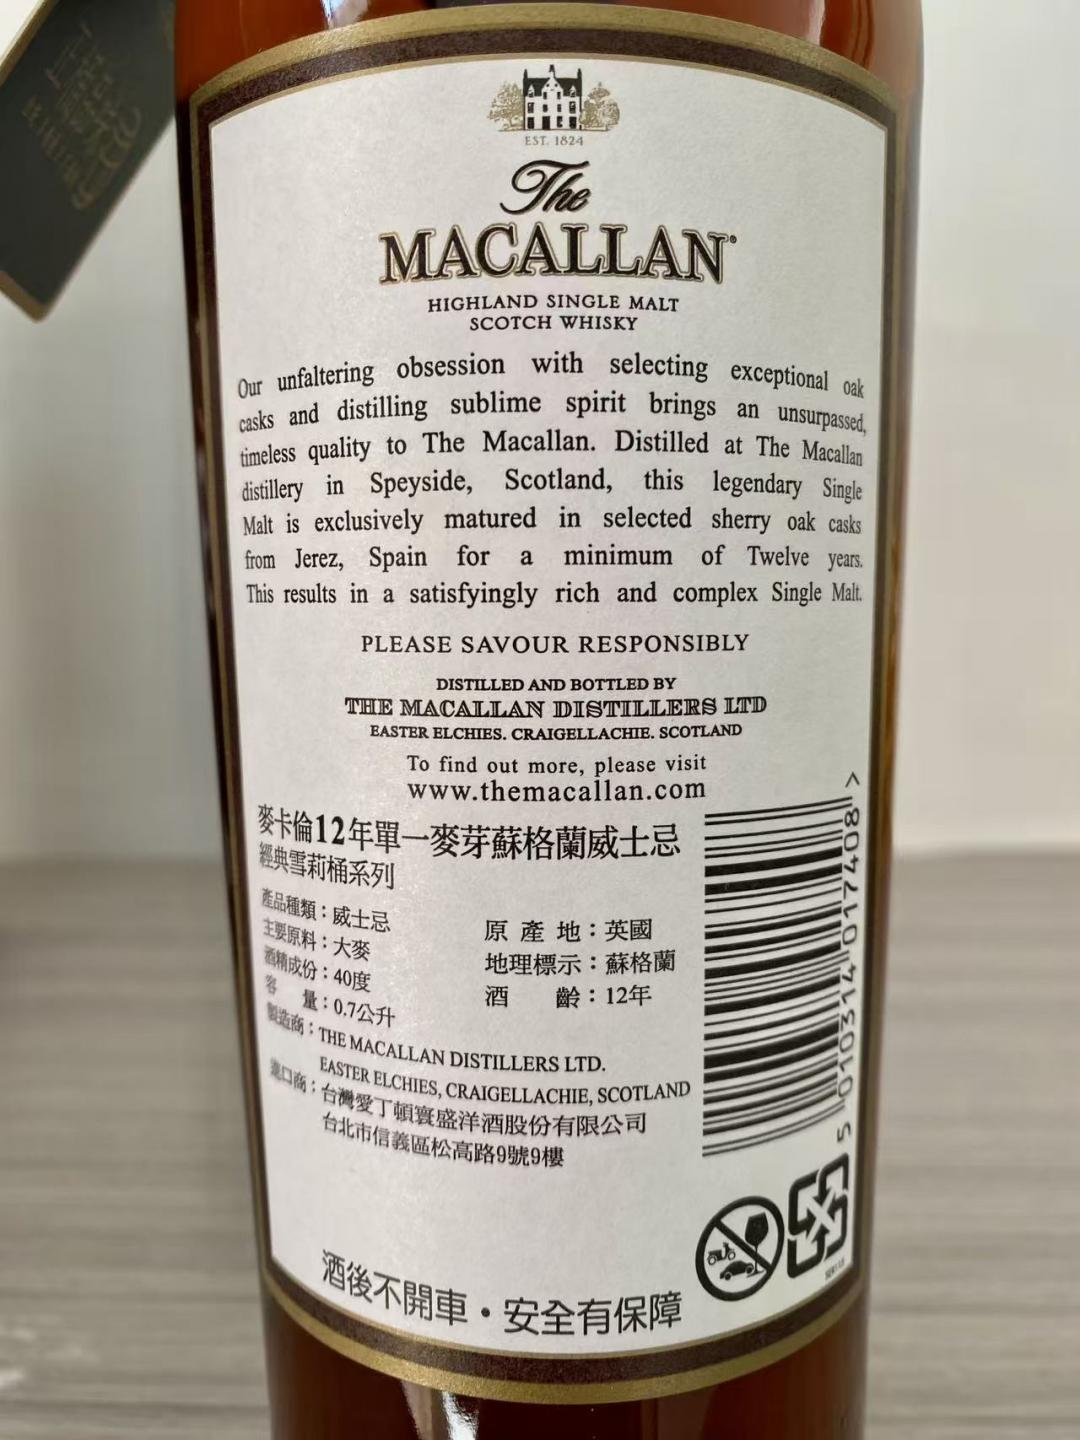 EST. 1824
The
MACALLAN
HIGHLAND SINGLE MALT
SCOTCH WHISKY
Our unfaltering obsession with selecting exceptional oak
casks and distilling sublime spirit brings an unsurpassed,
timeless quality to The Macallan. Distilled at The Macallan
distillery in Speyside, Scotland, this legendary Single
Malt is exclusively matured in selected sherry oak casks
from Jerez, Spain for a minimum of Twelve years.
This results in a satisfyingly rich and complex Single Malt.
PLEASE SAVOUR RESPONSIBLY
DISTILLED AND BOTTLED BY
THE MACALLAN DISTILLERS LTD
EASTER ELCHIES. CRAIGELLACHIE. SCOTLAND
To find out more, please visit
www.themacallan.com
麥卡倫12年單一麥芽蘇格蘭威士忌
經典雪莉桶系列
產品種類：威士忌
主要原料：大麥
酒精成份：40度
容 量：0.7公升
原 產 地：英國
地理標示：蘇格蘭
酒 齡：12年
製造商：THE MACALLAN DISTILLERS LTD.
EASTER ELCHIES, CRAIGELLACHIE, SCOTLAND
進口商：台灣愛丁頓寰盛洋酒股份有限公司
台北市信義區松高路9號9樓
5 010314 017408 >
酒後不開車・安全有保障